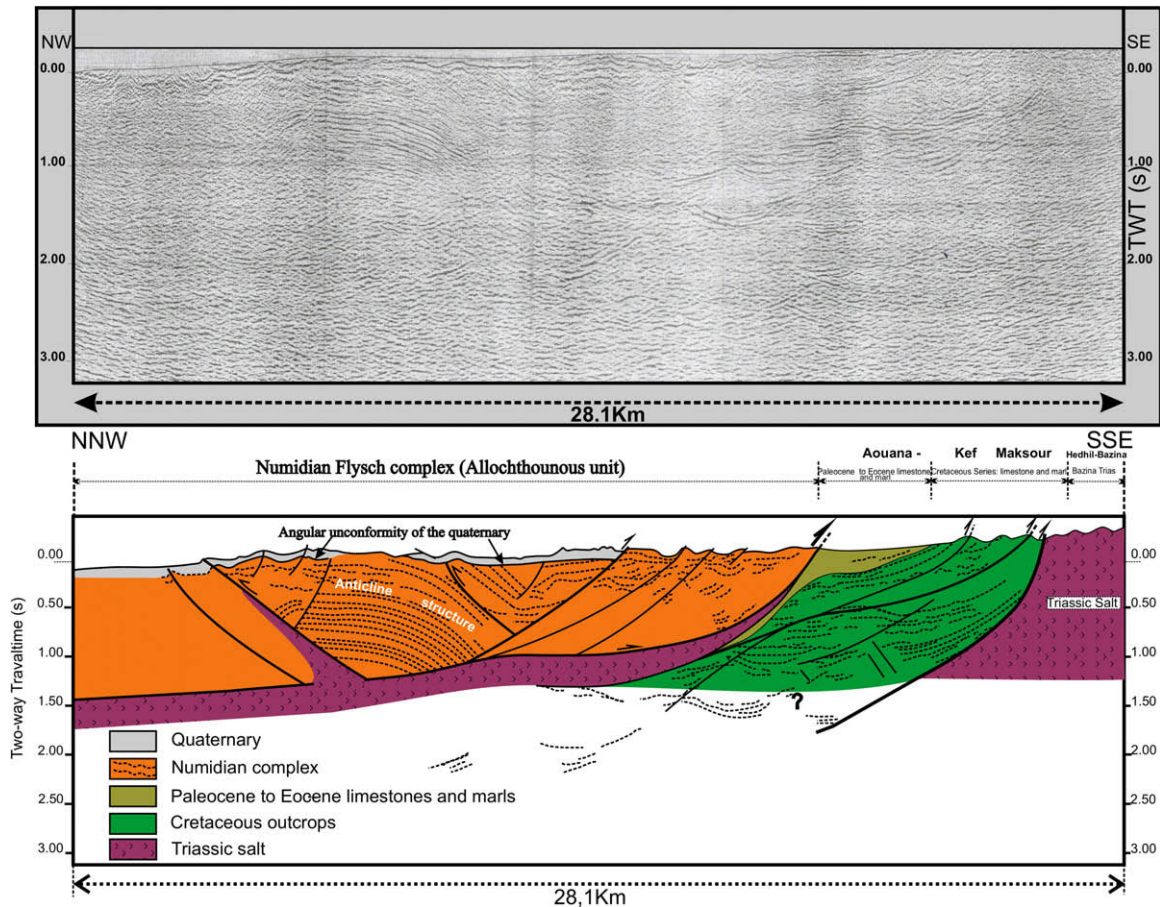 NW
SE
0.00
0.00
1.00
1.00
2.00
2.00
3.00
3.00
TWT (s)
28.1Km
NNW
SSE
Numidian Flysch complex (Allochthounous unit)
Aouana - Kef Maksour
Hedhil-Bazina
Paleocene to Eocene limestone
and marl
Cretaceous Series: limestone and marl
Bazina Trias
Angular unconformity of the quaternary
Anticline
structure
Triassic Salt
?
Two-way Travaltime (s)
0.00
0.50
1.00
1.50
2.00
2.50
3.00
0.00
0.50
1.00
1.50
2.00
2.50
3.00
Quaternary
Numidian complex
Paleocene to Eoœne limestones and marls
Cretaceous outcrops
Triassic salt
28,1Km